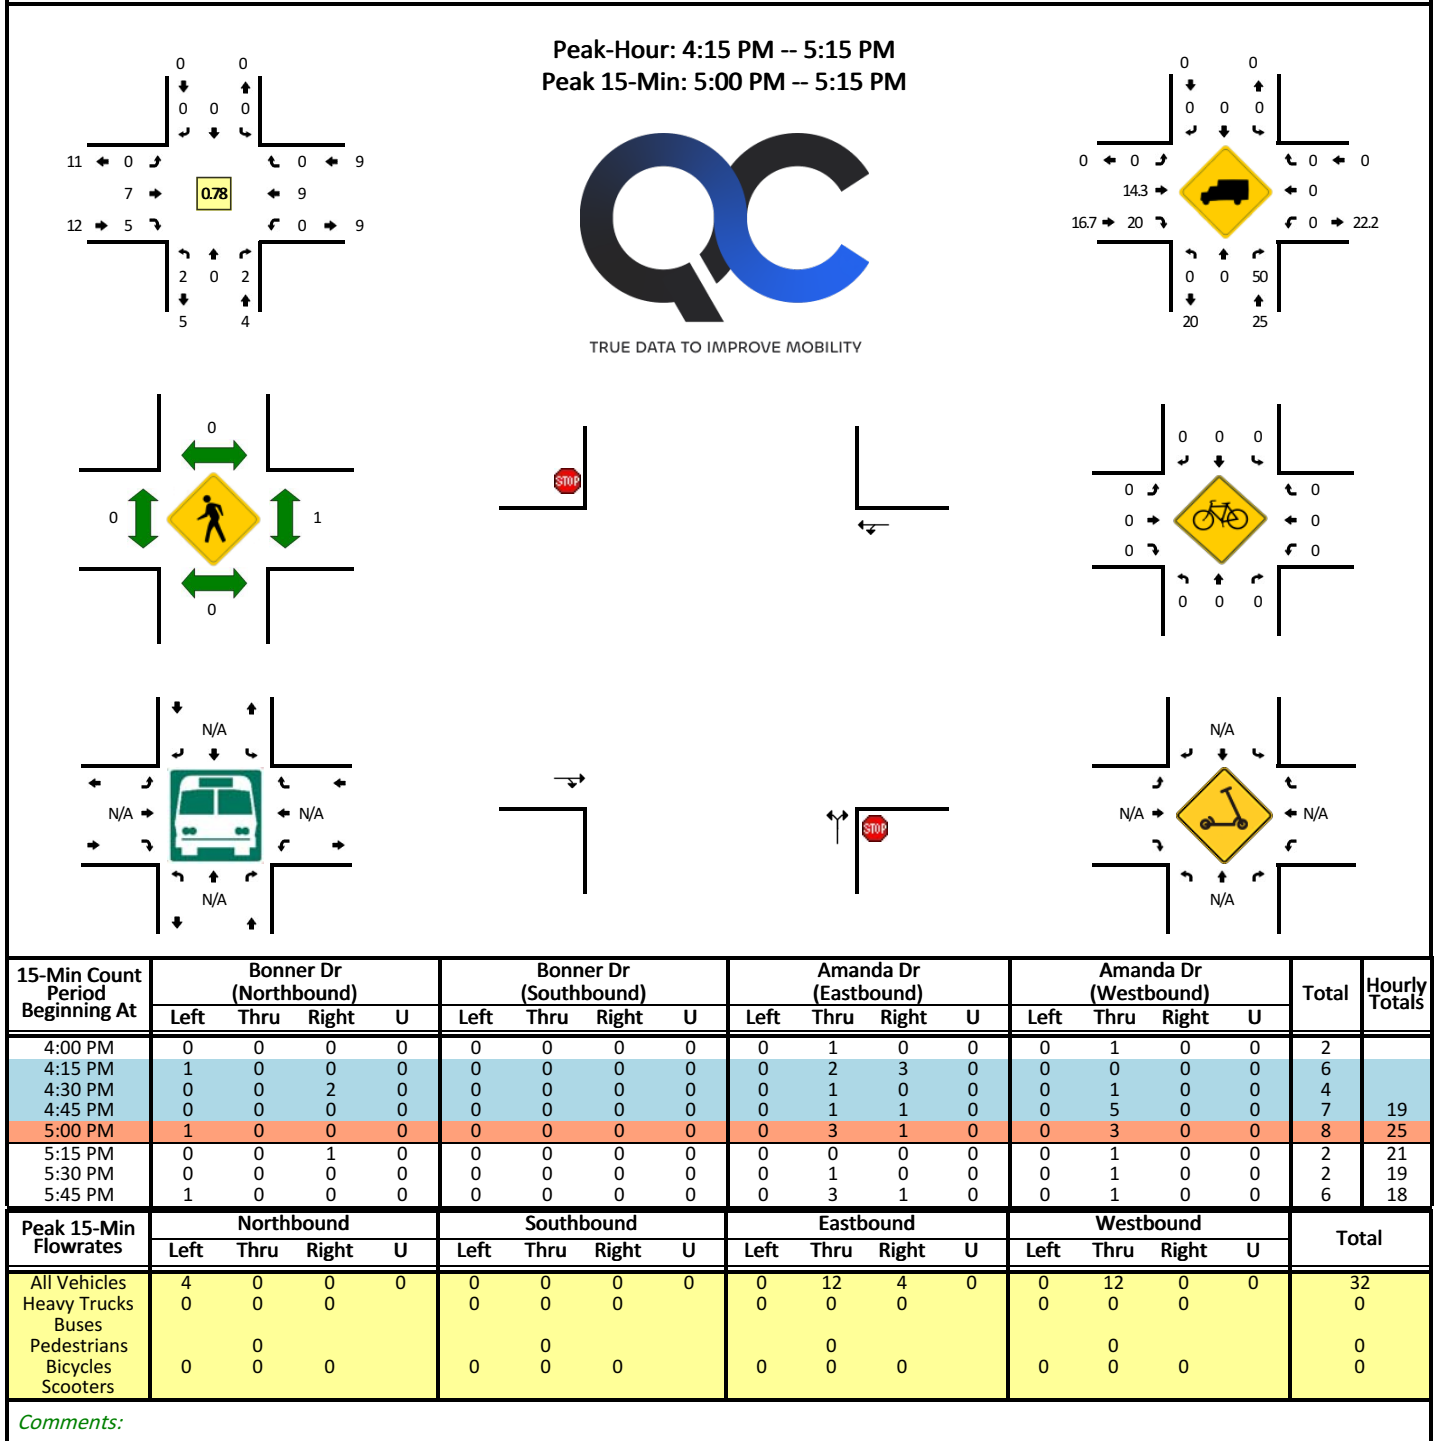 Peak-Hour: 4:15 PM -- 5:15 PM
Peak 15-Min: 5:00 PM -- 5:15 PM
0 0
0 0 0
11 0 0 9
7 0.78 9
12 5 0 9
2 0 2
5 4
QC
TRUE DATA TO IMPROVE MOBILITY
0 0
0 0 0
0 0 0 0
14.3 0
16.7 20 0 22.2
0 0 50
20 25
0
0 1
0
STOP
0 0 0
0 0
0 0
0 0
0 0 0
N/A
N/A N/A
N/A
STOP
N/A
N/A N/A
N/A
15-Min Count Period Beginning At Bonner Dr (Northbound) Bonner Dr (Southbound) Amanda Dr (Eastbound) Amanda Dr (Westbound) Total Hourly Totals
Left Thru Right U Left Thru Right U Left Thru Right U Left Thru Right U
4:00 PM 0 0 0 0 0 0 0 0 0 1 0 0 0 1 0 0 2
4:15 PM 1 0 0 0 0 0 0 0 0 2 3 0 0 0 0 0 6
4:30 PM 0 0 2 0 0 0 0 0 0 1 0 0 0 1 0 0 4
4:45 PM 0 0 0 0 0 0 0 0 0 1 1 0 0 5 0 0 7 19
5:00 PM 1 0 0 0 0 0 0 0 0 3 1 0 0 3 0 0 8 25
5:15 PM 0 0 1 0 0 0 0 0 0 0 0 0 0 1 0 0 2 21
5:30 PM 0 0 0 0 0 0 0 0 0 1 0 0 0 1 0 0 2 19
5:45 PM 1 0 0 0 0 0 0 0 0 3 1 0 0 1 0 0 6 18
Peak 15-Min Flowrates Northbound Southbound Eastbound Westbound Total
Left Thru Right U Left Thru Right U Left Thru Right U Left Thru Right U
All Vehicles 4 0 0 0 0 0 0 0 0 12 4 0 0 12 0 0 32
Heavy Trucks 0 0 0 0 0 0 0 0 0 0 0 0 0
Buses
Pedestrians 0 0 0 0 0
Bicycles 0 0 0 0 0 0 0 0 0 0 0 0 0
Scooters
Comments: